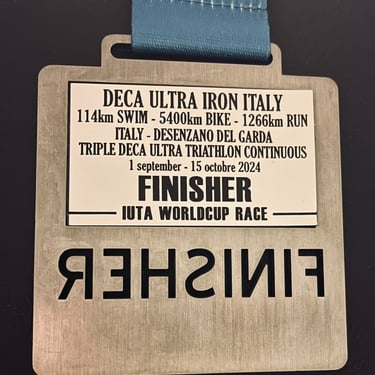 DECA ULTRA IRON ITALY
114km SWIM - 5400km BIKE - 1266km RUN
ITALY - DESENZANO DEL GARDA
TRIPLE DECA ULTRA TRIATHLON CONTINUOUS
1 september - 15 octobre 2024
FINISHER
IUTA WORLDCUP RACE
FINISHER